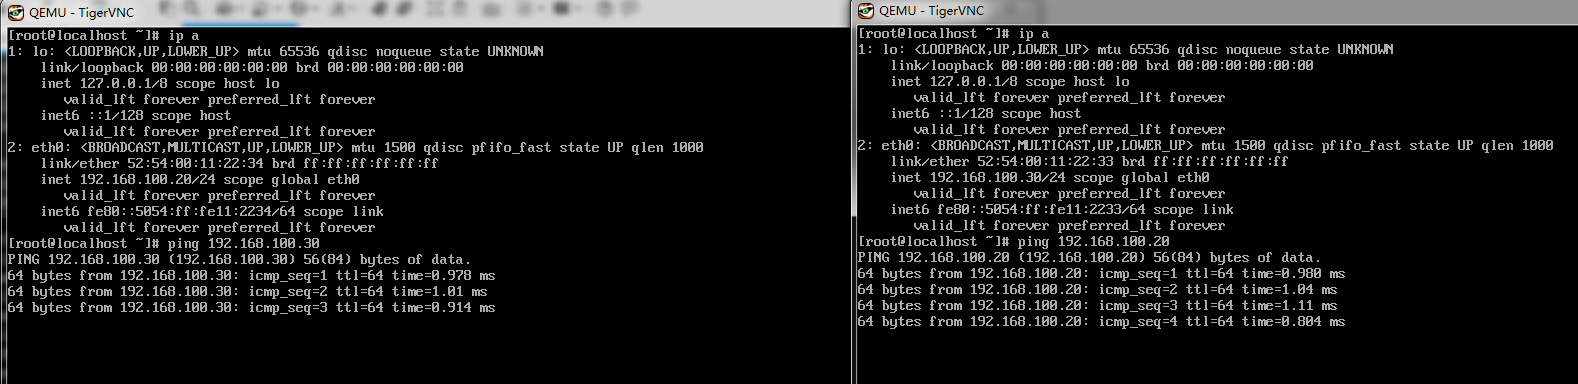 QEMU - TigerVNC
[root@localhost ~]# ip a
1: lo: <LOOPBACK,UP,LOWER_UP> mtu 65536 qdisc noqueue state UNKNOWN
    link/loopback 00:00:00:00:00:00 brd 00:00:00:00:00:00
    inet 127.0.0.1/8 scope host lo
       valid_lft forever preferred_lft forever
    inet6 ::1/128 scope host
       valid_lft forever preferred_lft forever
2: eth0: <BROADCAST,MULTICAST,UP,LOWER_UP> mtu 1500 qdisc pfifo_fast state UP qlen 1000
    link/ether 52:54:00:11:22:34 brd ff:ff:ff:ff:ff:ff
    inet 192.168.100.20/24 scope global eth0
       valid_lft forever preferred_lft forever
    inet6 fe80::5054:ff:fe11:2234/64 scope link
       valid_lft forever preferred_lft forever
[root@localhost ~]# ping 192.168.100.30
PING 192.168.100.30 (192.168.100.30) 56(84) bytes of data.
64 bytes from 192.168.100.30: icmp_seq=1 ttl=64 time=0.978 ms
64 bytes from 192.168.100.30: icmp_seq=2 ttl=64 time=1.01 ms
64 bytes from 192.168.100.30: icmp_seq=3 ttl=64 time=0.914 ms
QEMU - TigerVNC
[root@localhost ~]# ip a
1: lo: <LOOPBACK,UP,LOWER_UP> mtu 65536 qdisc noqueue state UNKNOWN
    link/loopback 00:00:00:00:00:00 brd 00:00:00:00:00:00
    inet 127.0.0.1/8 scope host lo
       valid_lft forever preferred_lft forever
    inet6 ::1/128 scope host
       valid_lft forever preferred_lft forever
2: eth0: <BROADCAST,MULTICAST,UP,LOWER_UP> mtu 1500 qdisc pfifo_fast state UP qlen 1000
    link/ether 52:54:00:11:22:33 brd ff:ff:ff:ff:ff:ff
    inet 192.168.100.30/24 scope global eth0
       valid_lft forever preferred_lft forever
    inet6 fe80::5054:ff:fe11:2233/64 scope link
       valid_lft forever preferred_lft forever
[root@localhost ~]# ping 192.168.100.20
PING 192.168.100.20 (192.168.100.20) 56(84) bytes of data.
64 bytes from 192.168.100.20: icmp_seq=1 ttl=64 time=0.980 ms
64 bytes from 192.168.100.20: icmp_seq=2 ttl=64 time=1.04 ms
64 bytes from 192.168.100.20: icmp_seq=3 ttl=64 time=1.11 ms
64 bytes from 192.168.100.20: icmp_seq=4 ttl=64 time=0.804 ms